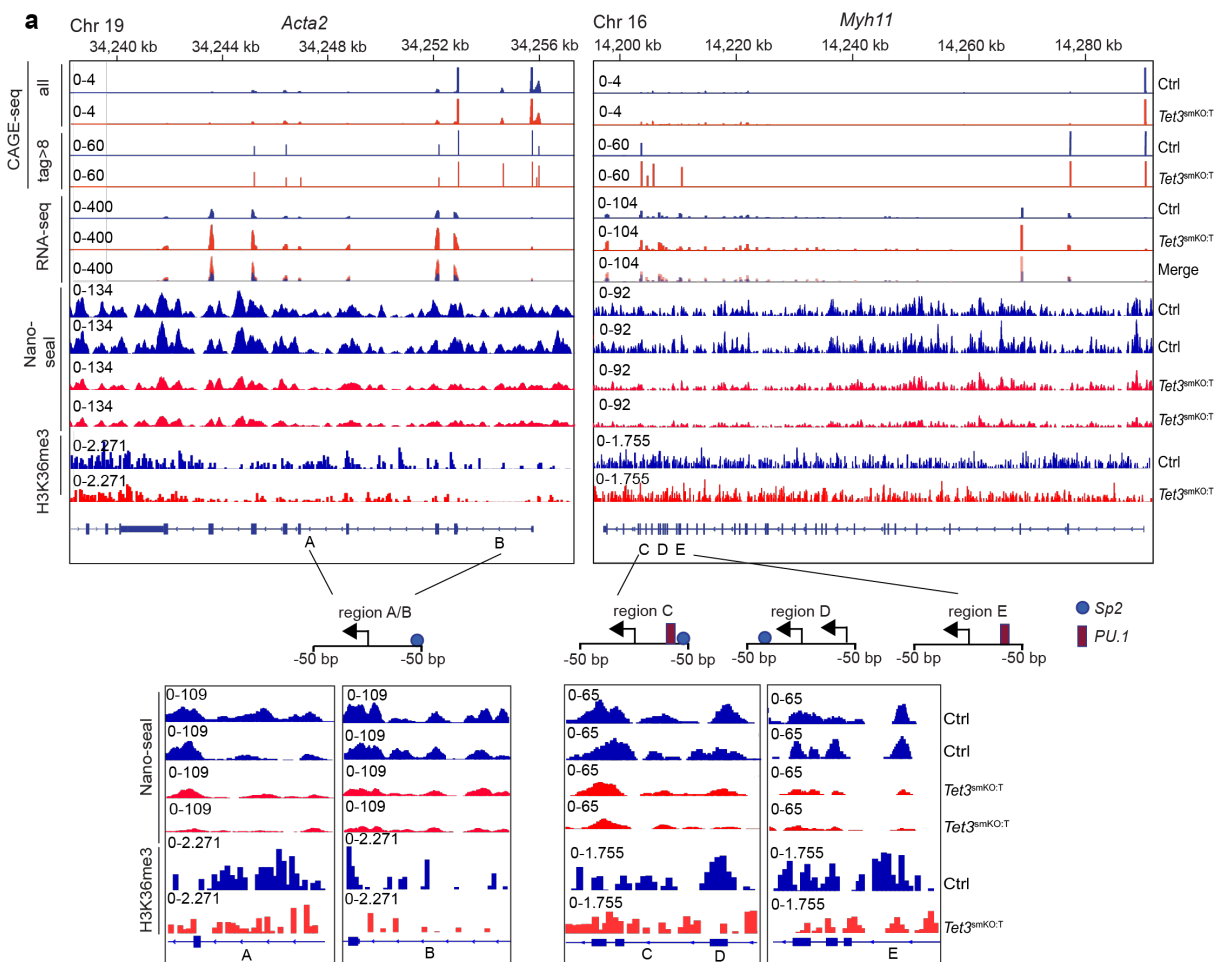 a
Chr 19
Acta2
34,240 kb 34,244 kb 34,248 kb 34,252 kb 34,256 kb
Chr 16
Myh11
14,200 kb 14,220 kb 14,240 kb 14,260 kb 14,280 kb
CAGE-seq
all
0-4 0-4 Ctrl
0-4 0-4 Tet3smKO:T
tag>8
0-60 0-60 Ctrl
0-60 0-60 Tet3smKO:T
RNA-seq
0-400 0-104 Ctrl
0-400 0-104 Tet3smKO:T
0-400 0-104 Merge
Nano-
seal
0-134 0-92 Ctrl
0-134 0-92 Ctrl
0-134 0-92 Tet3smKO:T
0-134 0-92 Tet3smKO:T
H3K36me3
0-2.271 0-1.755 Ctrl
0-2.271 0-1.755 Tet3smKO:T
A B C D E
region A/B region C region D region E
-50 bp -50 bp -50 bp -50 bp -50 bp -50 bp -50 bp -50 bp
Sp2
PU.1
Nano-seal
0-109 0-109 0-65 0-65 Ctrl
0-109 0-109 0-65 0-65 Ctrl
0-109 0-109 0-65 0-65 Tet3smKO:T
0-109 0-109 0-65 0-65 Tet3smKO:T
H3K36me3
0-2.271 0-2.271 0-1.755 0-1.755 Ctrl
0-2.271 0-2.271 0-1.755 0-1.755 Tet3smKO:T
A B C D E